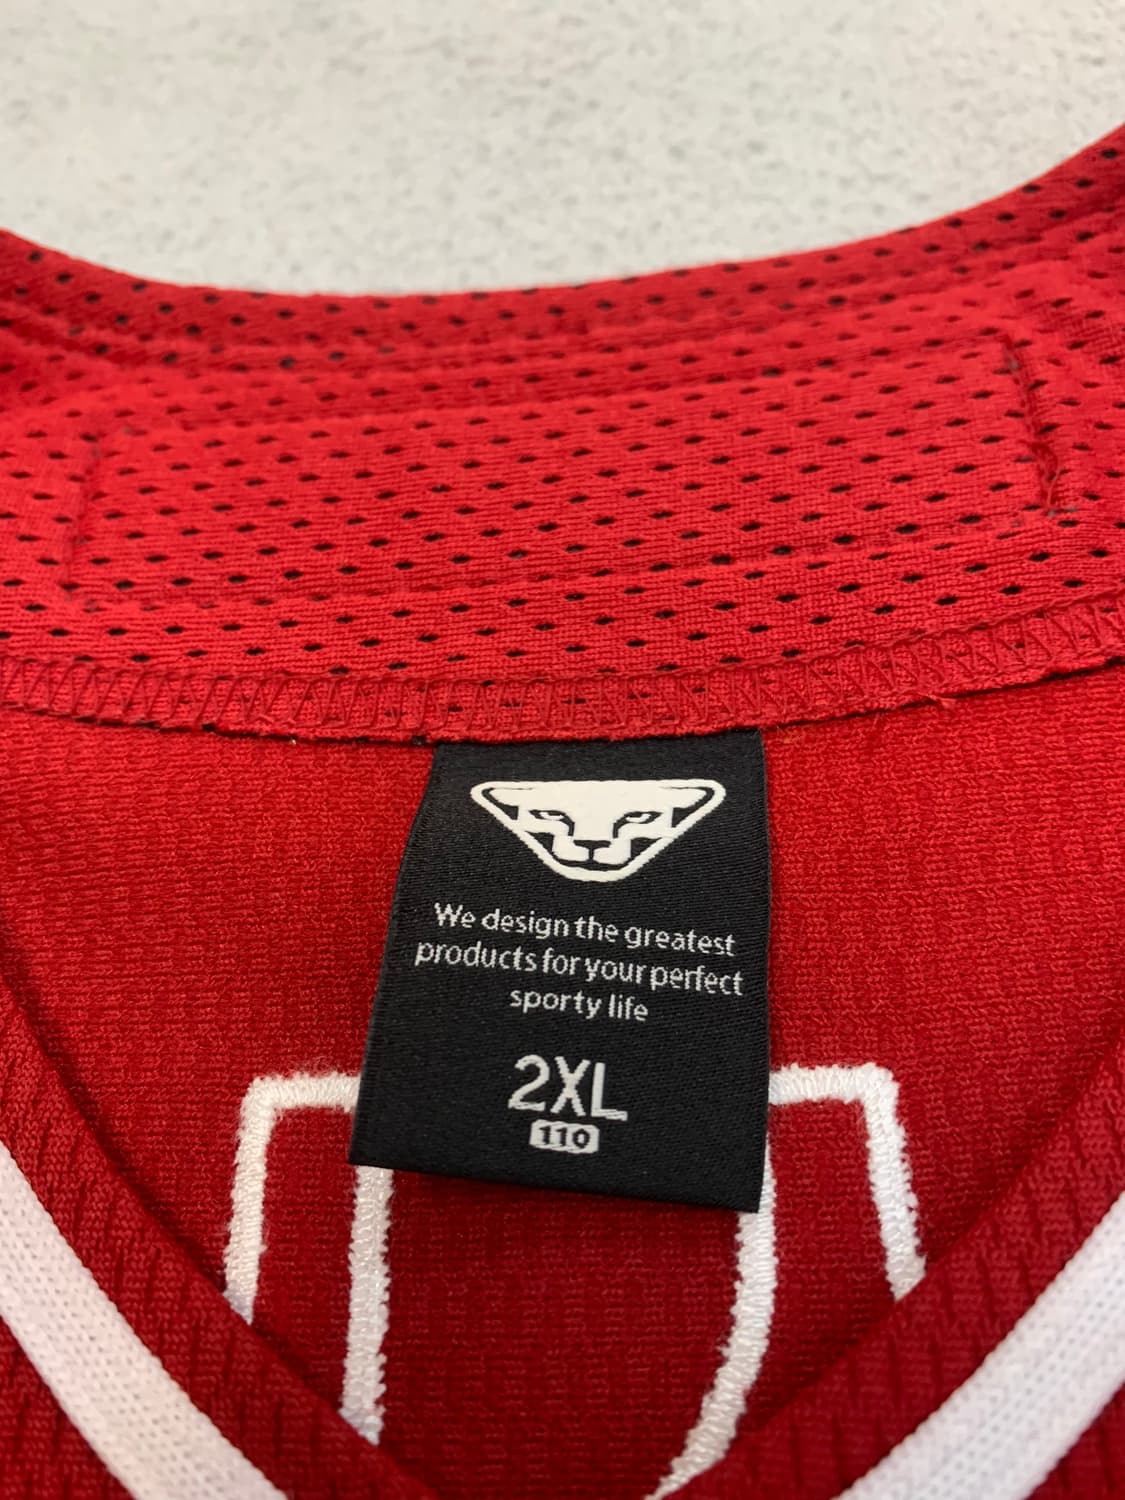 We design the greatest
products for your perfect
sporty life
2XL
110